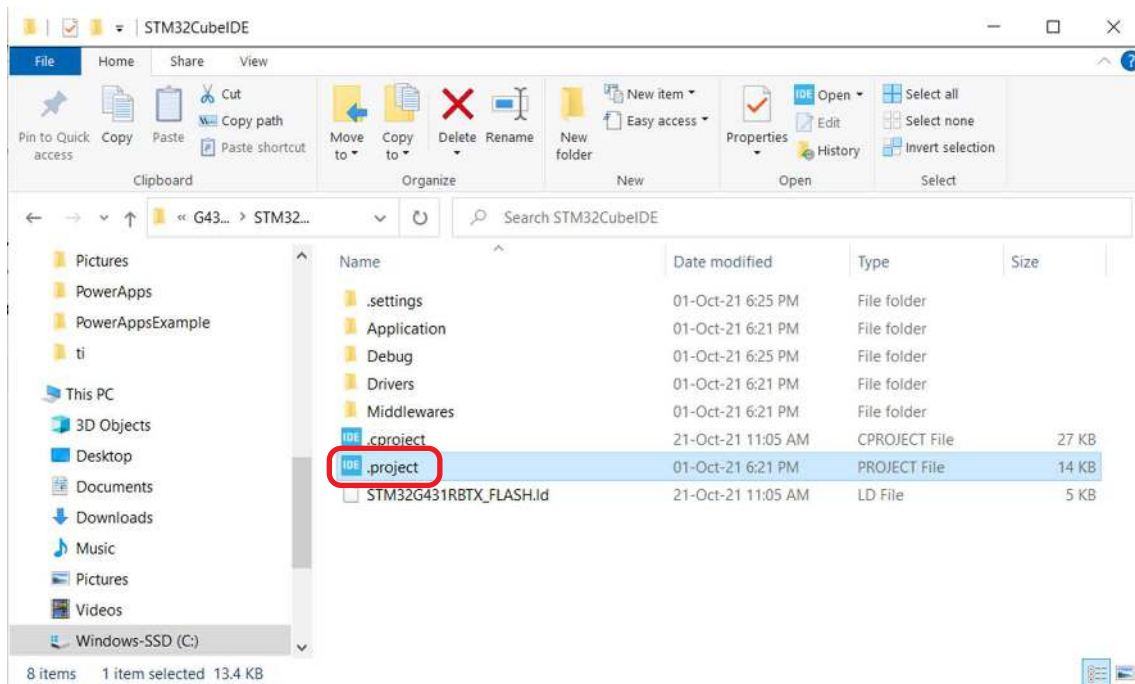 STM32CubeIDE
File Home Share View
Pin to Quick access
Copy
Paste
Cut
Copy path
Paste shortcut
Clipboard
Move to
Copy to
Delete
Rename
Organize
New folder
New item
Easy access
New
Properties
IDE Open
Edit
History
Open
Select all
Select none
Invert selection
Select
« G43... > STM32...
Search STM32CubeIDE
Pictures
PowerApps
PowerAppsExample
ti
This PC
3D Objects
Desktop
Documents
Downloads
Music
Pictures
Videos
Windows-SSD (C:)
Name Date modified Type Size
.settings 01-Oct-21 6:25 PM File folder
Application 01-Oct-21 6:21 PM File folder
Debug 01-Oct-21 6:25 PM File folder
Drivers 01-Oct-21 6:21 PM File folder
Middlewares 01-Oct-21 6:21 PM File folder
IDE .cproject 21-Oct-21 11:05 AM CPROJECT File 27 KB
IDE .project 01-Oct-21 6:21 PM PROJECT File 14 KB
STM32G431RBTX_FLASH.ld 21-Oct-21 11:05 AM LD File 5 KB
8 items 1 item selected 13.4 KB